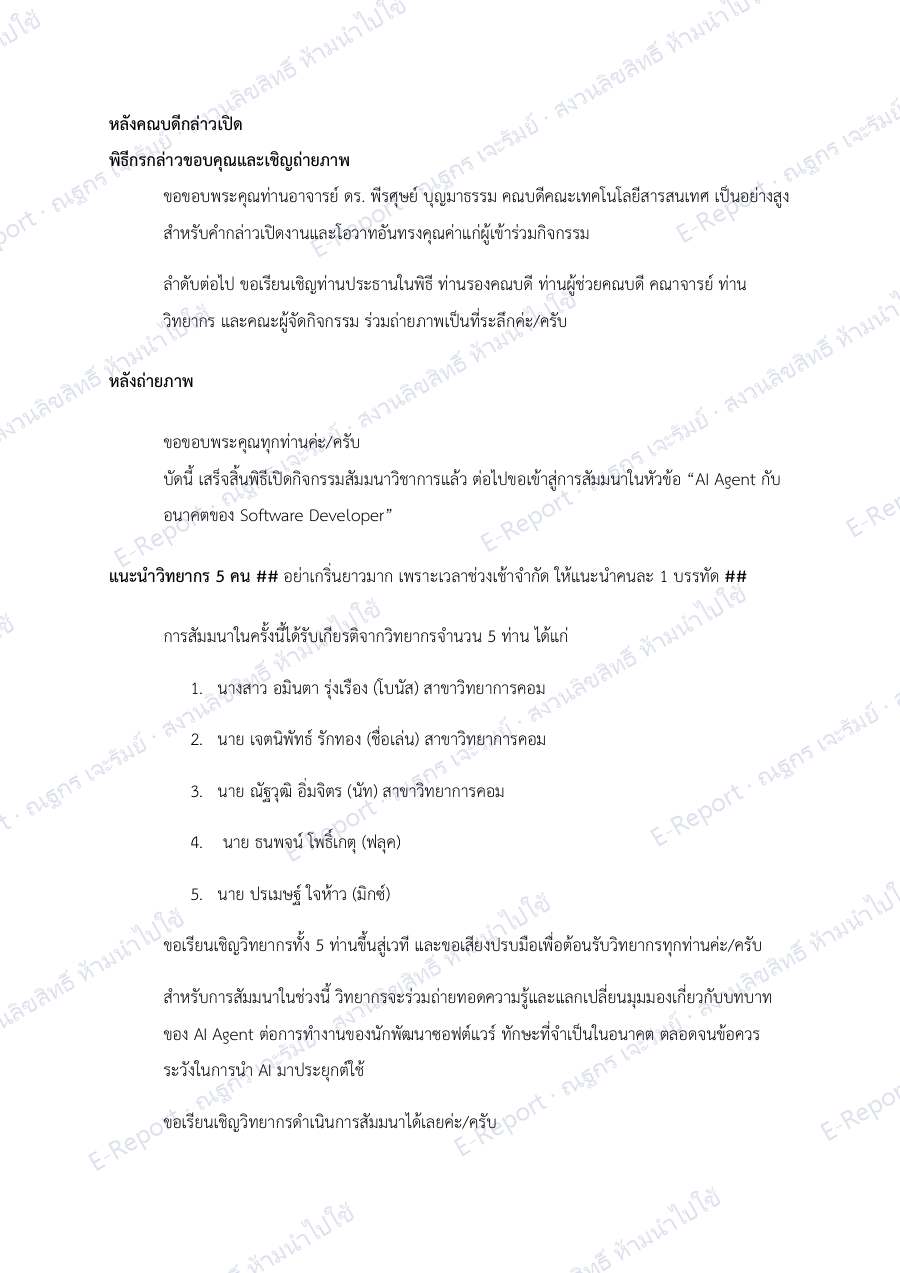 หลังคณบดีกล่าวเปิด
พิธีกรกล่าวขอบคุณและเชิญถ่ายภาพ
ขอขอบพระคุณท่านอาจารย์ ดร. พีรศุษย์ บุญมาธรรม คณบดีคณะเทคโนโลยีสารสนเทศ เป็นอย่างสูง
สำหรับคำกล่าวเปิดงานและโอวาทอันทรงคุณค่าแก่ผู้เข้าร่วมกิจกรรม
ลำดับต่อไป ขอเรียนเชิญท่านประธานในพิธี ท่านรองคณบดี ท่านผู้ช่วยคณบดี คณาจารย์ ท่าน
วิทยากร และคณะผู้จัดกิจกรรม ร่วมถ่ายภาพเป็นที่ระลึกค่ะ/ครับ
หลังถ่ายภาพ
ขอขอบพระคุณทุกท่านค่ะ/ครับ
บัดนี้ เสร็จสิ้นพิธีเปิดกิจกรรมสัมมนาวิชาการแล้ว ต่อไปขอเข้าสู่การสัมมนาในหัวข้อ “AI Agent กับ
อนาคตของ Software Developer”
แนะนำวิทยากร 5 คน ## อย่าเกริ่นยาวมาก เพราะเวลาช่วงเช้าจำกัด ให้แนะนำคนละ 1 บรรทัด ##
การสัมมนาในครั้งนี้ได้รับเกียรติจากวิทยากรจำนวน 5 ท่าน ได้แก่
1. นางสาว อมินตา รุ่งเรือง (โบนัส) สาขาวิทยาการคอม
2. นาย เจตนิพัทธ์ รักทอง (ชื่อเล่น) สาขาวิทยาการคอม
3. นาย ณัฐวุฒิ อิ่มจิตร (นัท) สาขาวิทยาการคอม
4. นาย ธนพจน์ โพธิ์เกตุ (ฟลุค)
5. นาย ปรเมษฐ์ ใจห้าว (มิกซ์)
ขอเรียนเชิญวิทยากรทั้ง 5 ท่านขึ้นสู่เวที และขอเสียงปรบมือเพื่อต้อนรับวิทยากรทุกท่านค่ะ/ครับ
สำหรับการสัมมนาในช่วงนี้ วิทยากรจะร่วมถ่ายทอดความรู้และแลกเปลี่ยนมุมมองเกี่ยวกับบทบาท
ของ AI Agent ต่อการทำงานของนักพัฒนาซอฟต์แวร์ ทักษะที่จำเป็นในอนาคต ตลอดจนข้อควร
ระวังในการนำ AI มาประยุกต์ใช้
ขอเรียนเชิญวิทยากรดำเนินการสัมมนาได้เลยค่ะ/ครับ
E-Report · ณฐกร เจะรัมย์ · สงวนลิขสิทธิ์ ห้ามนำไปใช้